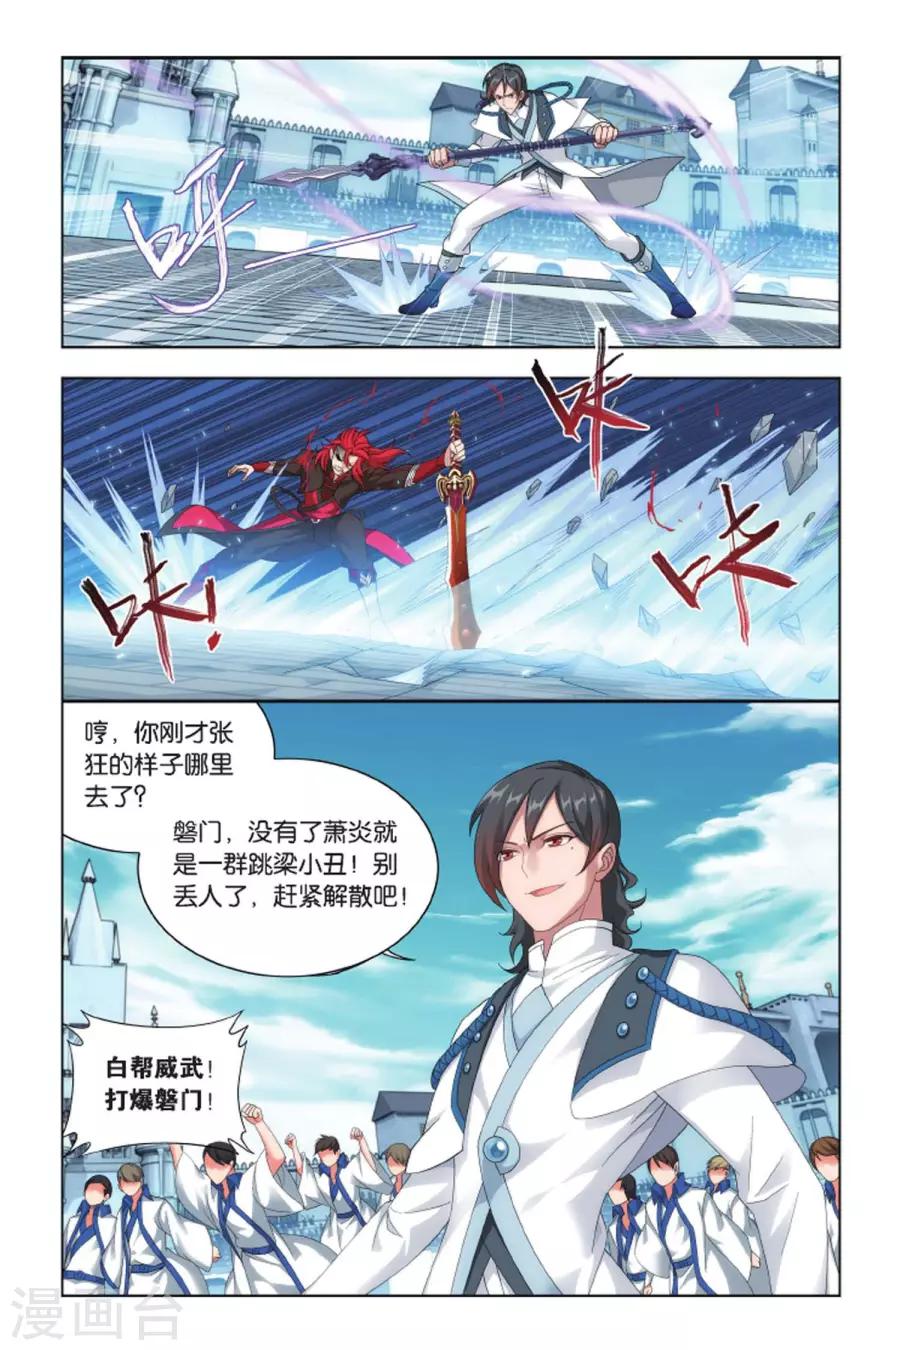 呀
咔
咔
咔！
哼，你刚才张
狂的样子哪里
去了？
磐门，没有了萧炎就
是一群跳梁小丑！别
丢人了，赶紧解散吧！
白帮威武！
打爆磐门！
漫画台